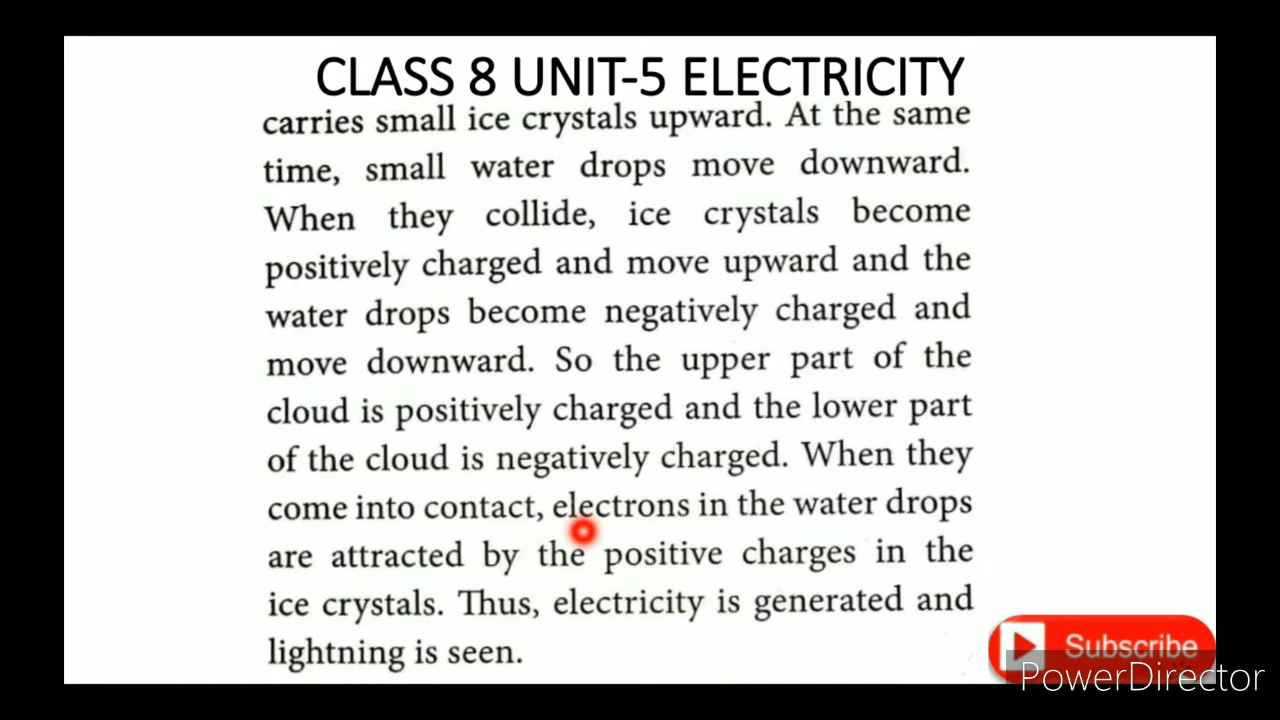 CLASS 8 UNIT-5 ELECTRICITY
carries small ice crystals upward. At the same
time, small water drops move downward.
When they collide, ice crystals become
positively charged and move upward and the
water drops become negatively charged and
move downward. So the upper part of the
cloud is positively charged and the lower part
of the cloud is negatively charged. When they
come into contact, electrons in the water drops
are attracted by the positive charges in the
ice crystals. Thus, electricity is generated and
lightning is seen.
Subscribe
PowerDirector